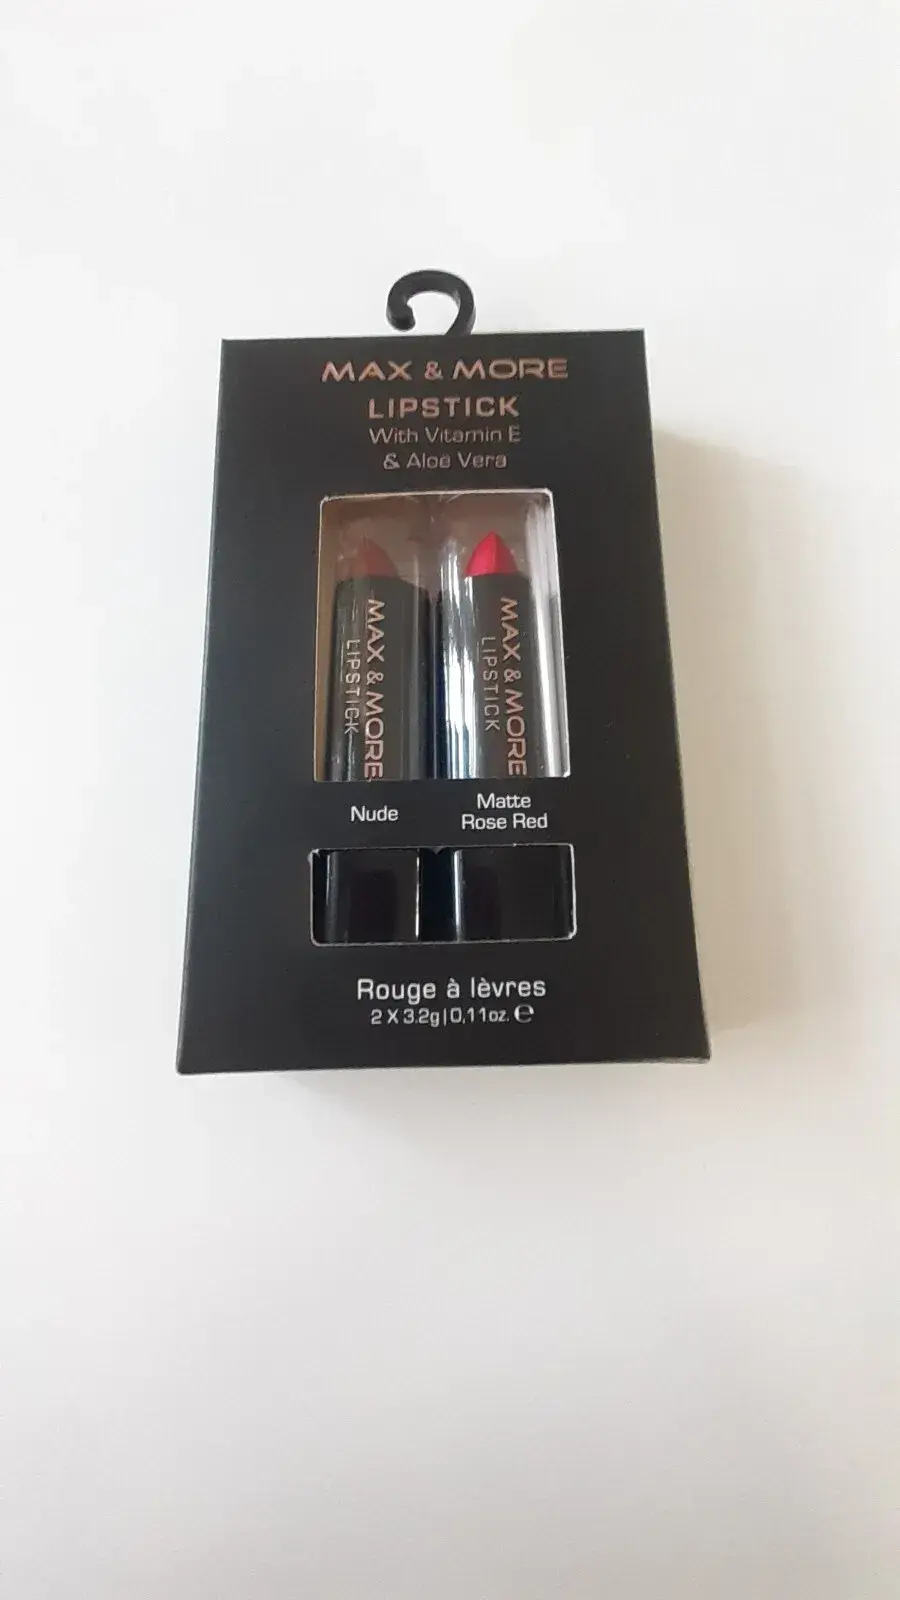 MAX & MORE
LIPSTICK
With Vitamin E
& Aloë Vera
MAX & MORE
LIPSTICK
MAX & MORE
LIPSTICK
Nude
Matte
Rose Red
Rouge à lèvres
2 X 3.2g|0,11oz. ℮